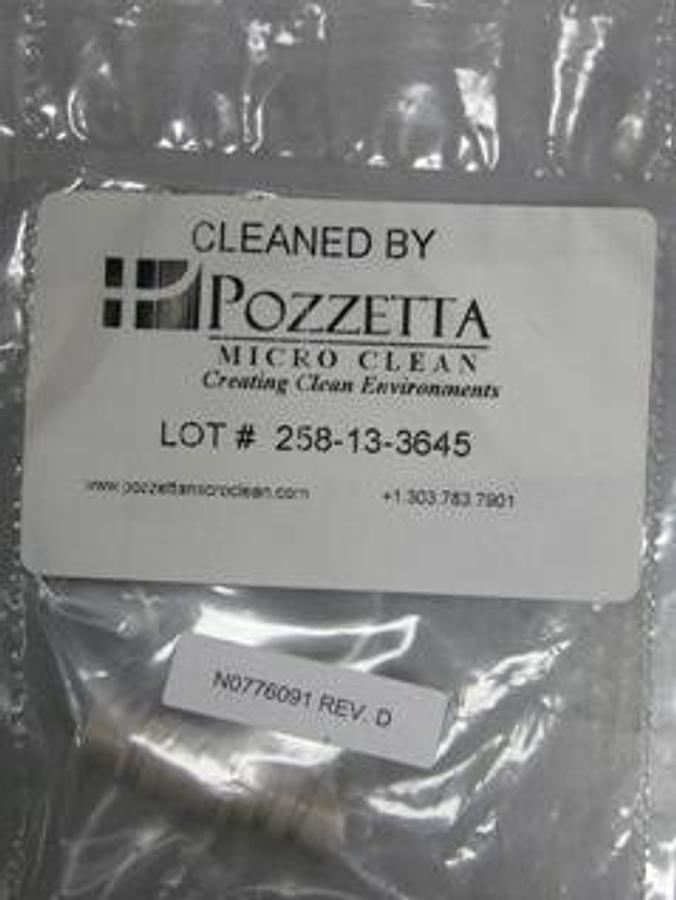 CLEANED BY
POZZETTA
MICRO CLEAN
Creating Clean Environments
LOT # 258-13-3645
www.pozzettamicroclean.com +1.303.783.7901
N0776091 REV. D